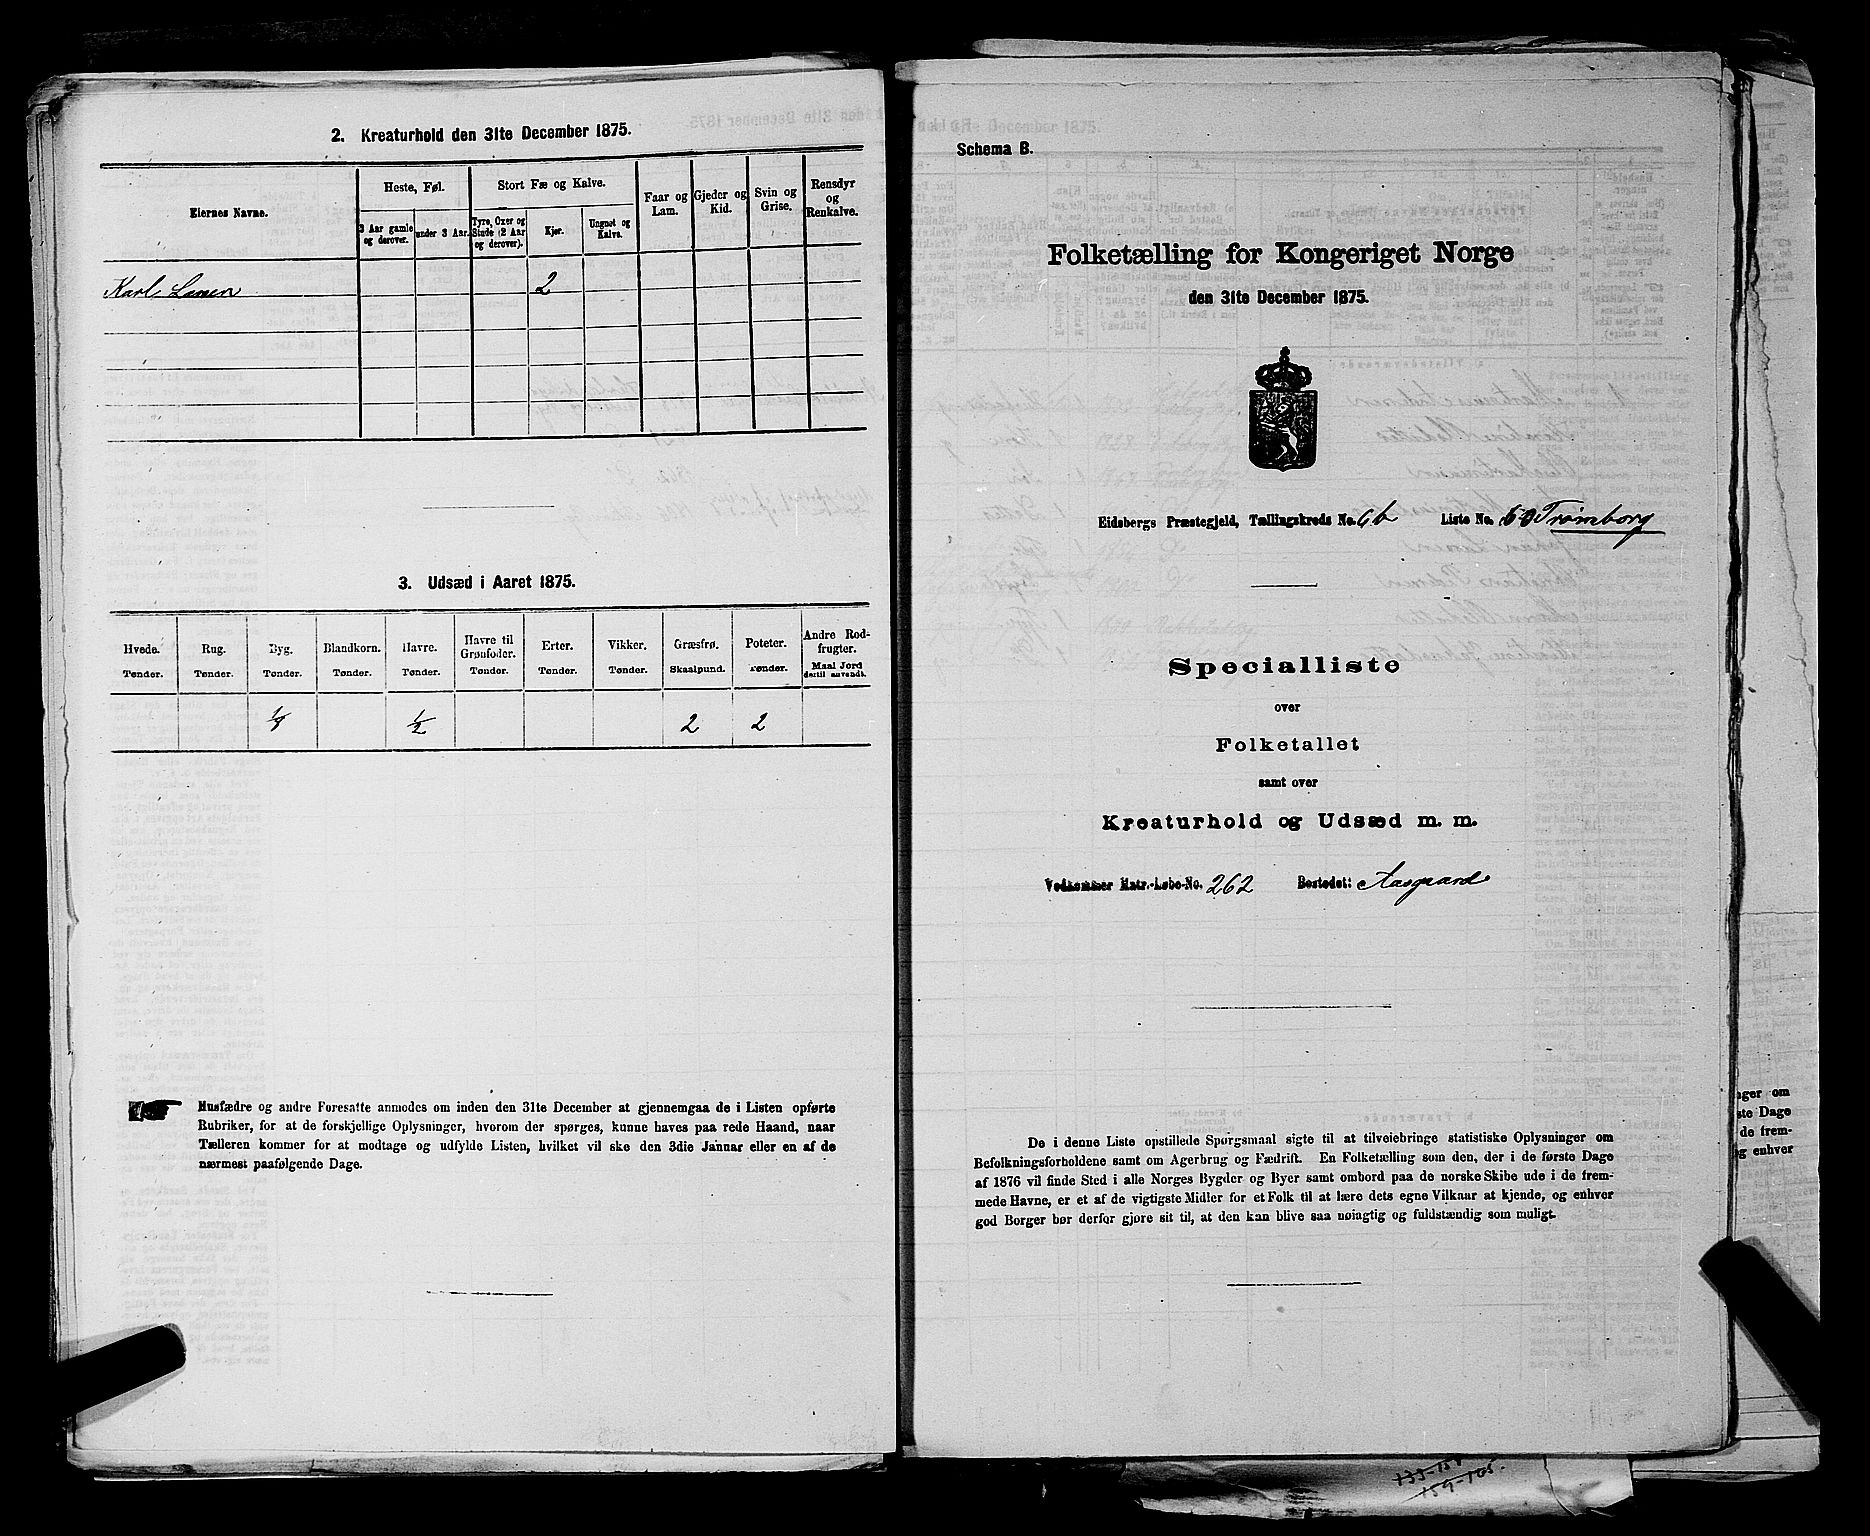 2. Kreaturhold den 31te December 1875.
Eiernes Navne.
Heste, Føl.
Stort Fæ og Kalve.
Faar og Lam.
Gjeder og Kid.
Svin og Grise.
Rensdyr og Renkalve.
3 Aar gamle og derover.
under 3 Aar.
Tyre, Oxer og Stude (2 Aar og derover).
Kjør.
Ungnøt og Kalve.
Karl 2
3. Udsæd i Aaret 1875.
Hvede. Rug. Byg. Blandkorn. Havre. Havre til Grønfoder. Erter. Vikker. Græsfrø. Poteter. Andre Rodfrugter.
Tønder. Tønder. Tønder. Tønder. Tønder. Tønder. Tønder. Tønder. Skaalpund. Tønder. Maal Jord dertil anvendt.
½ 2 2
Husfædre og andre Foresatte anmodes om inden den 31te December at gjennemgaa de i Listen opførte
Rubriker, for at de forskjellige Oplysninger, hvorom der spørges, kunne haves paa rede Haand, naar
Tælleren kommer for at modtage og udfylde Listen, hvilket vil ske den 3die Januar eller en af de
nærmest paafølgende Dage.
Schema B.
Folketælling for Kongeriget Norge
den 31te December 1875.
Eidsbergs Præstegjeld, Tællingskreds No. 6b Liste No. Trømborg
Specialliste
over
Folketallet
samt over
Kreaturhold og Udsæd m. m.
Vedkommer Matr.-Løbe-No. 262 Bostedet: Aasgaard
De i denne Liste opstillede Spørgsmaal sigte til at tilveiebringe statistiske Oplysninger om
Befolkningsforholdene samt om Agerbrug og Fædrift. En Folketælling som den, der i de første Dage
af 1876 vil finde Sted i alle Norges Bygder og Byer samt ombord paa de norske Skibe ude i de frem-
mede Havne, er et af de vigtigste Midler for et Folk til at lære dets egne Vilkaar at kjende, og enhver
god Borger bør derfor gjøre sit til, at den kan blive saa nøiagtig og fuldstændig som muligt.